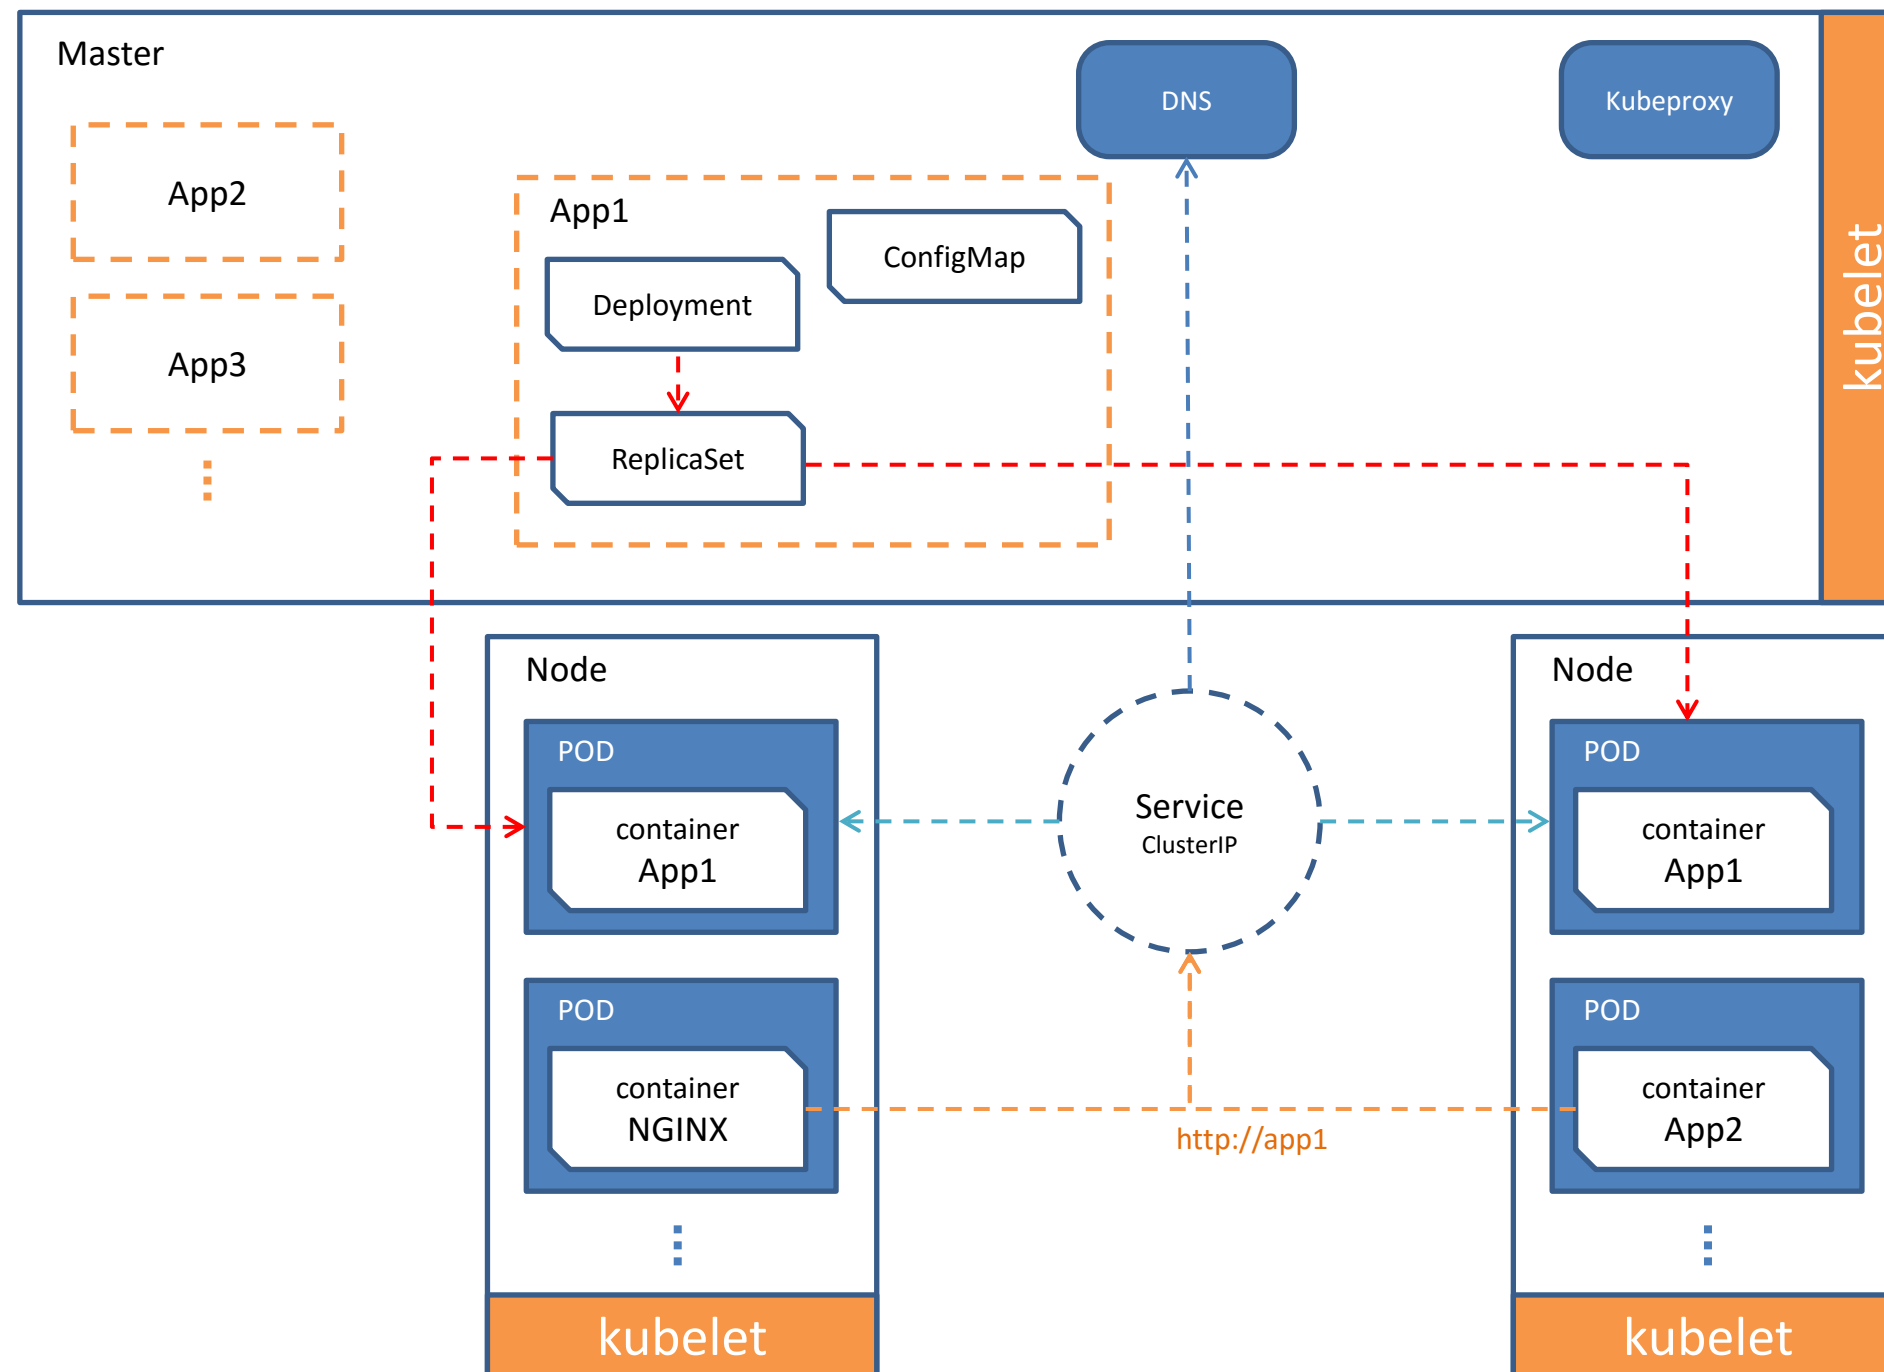 Master
DNS
Kubeproxy
kubelet
App2
App3
App1
ConfigMap
Deployment
ReplicaSet
Node
POD
container
App1
POD
container
NGINX
kubelet
Service
ClusterIP
http://app1
Node
POD
container
App1
POD
container
App2
kubelet